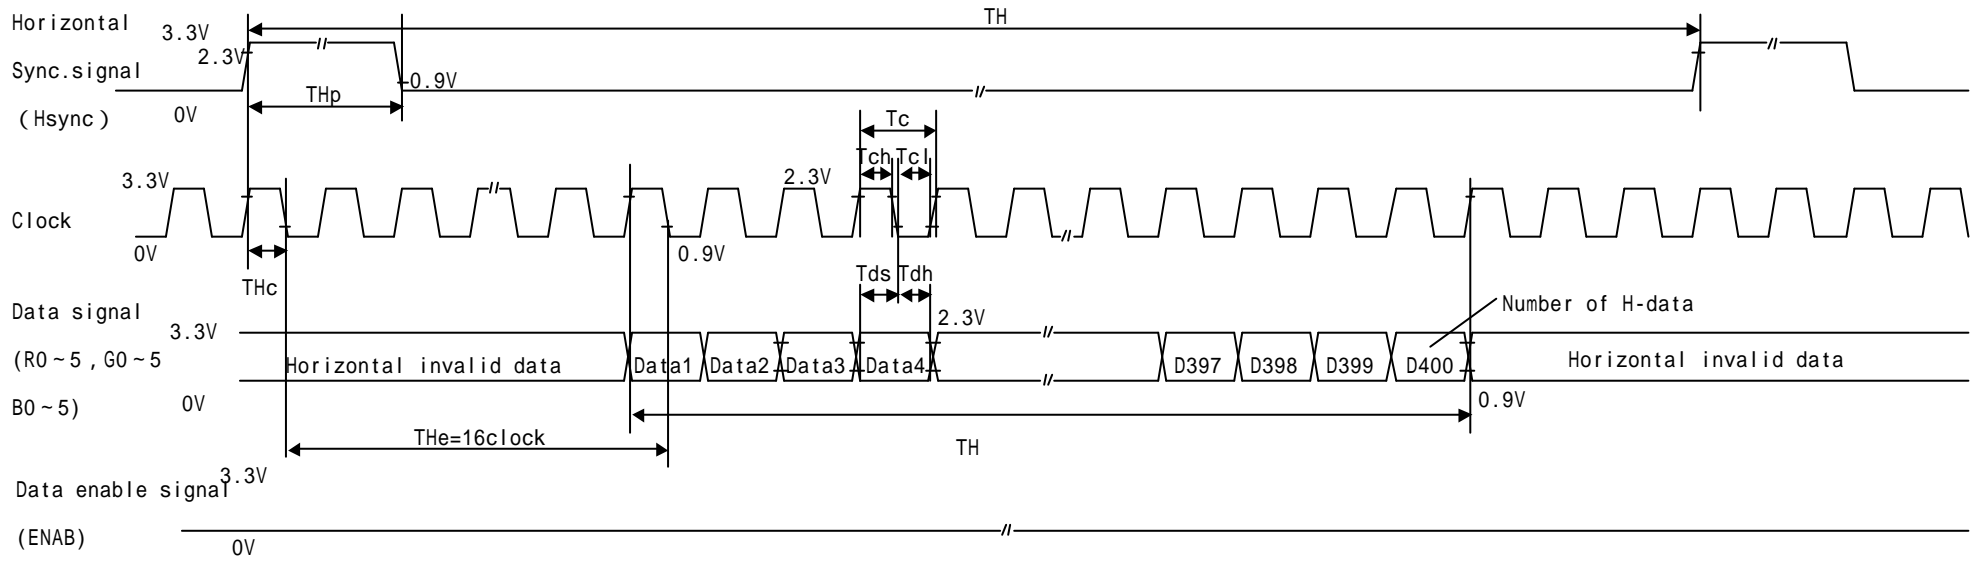 Horizontal
Sync.signal
(Hsync)
3.3V
2.3V
0V
TH
THp
0.9V
Tc
Tch Tcl
3.3V
2.3V
Clock
0V
0.9V
THc
Tds Tdh
Data signal
(R0~5,G0~5
B0~5)
3.3V
2.3V
Number of H-data
Horizontal invalid data
Data1
Data2
Data3
Data4
D397
D398
D399
D400
Horizontal invalid data
0V
0.9V
THe=16clock
TH
Data enable signal
(ENAB)
3.3V
0V